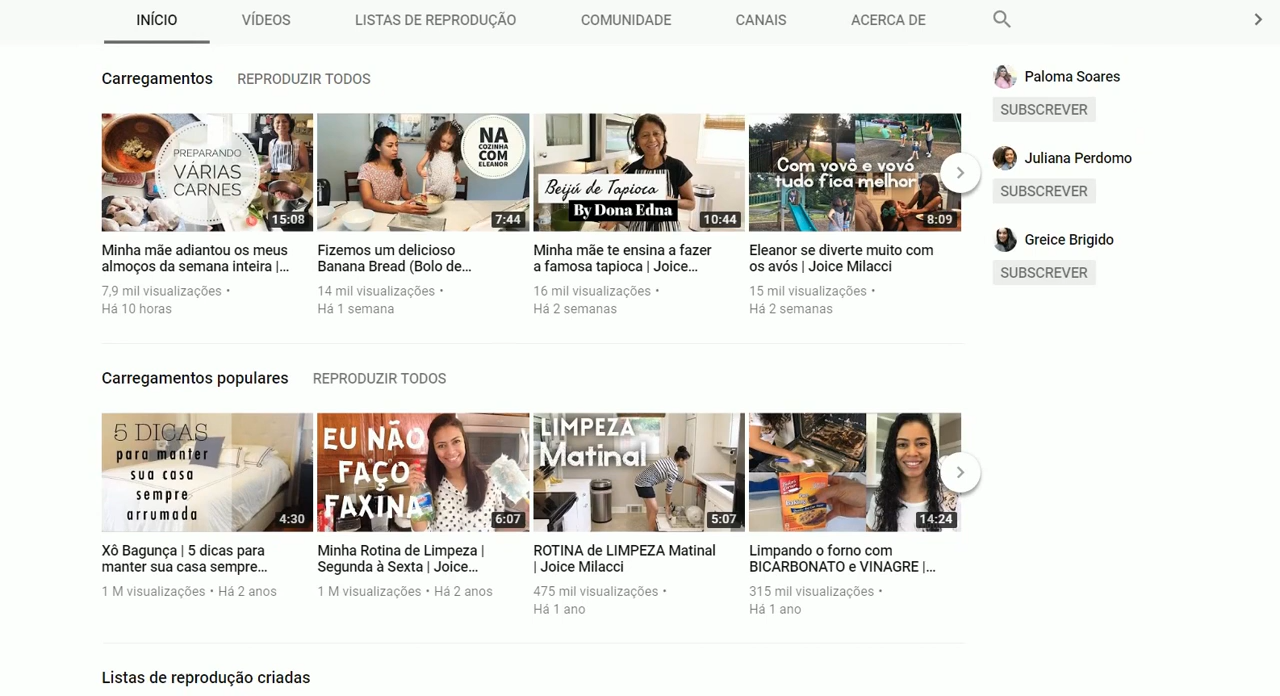 INÍCIO VÍDEOS LISTAS DE REPRODUÇÃO COMUNIDADE CANAIS ACERCA DE
Carregamentos REPRODUZIR TODOS
PREPARANDO
VÁRIAS
CARNES
15:08
Minha mãe adiantou os meus
almoços da semana inteira |...
7,9 mil visualizações •
Há 10 horas
NA
COZINHA
COM
ELEANOR
7:44
Fizemos um delicioso
Banana Bread (Bolo de...
14 mil visualizações •
Há 1 semana
Beijú de Tapioca
By Dona Edna
10:44
Minha mãe te ensina a fazer
a famosa tapioca | Joice...
16 mil visualizações •
Há 2 semanas
Com vovô e vovó
tudo fica melhor
8:09
Eleanor se diverte muito com
os avós | Joice Milacci
15 mil visualizações •
Há 2 semanas
Paloma Soares
SUBSCREVER
Juliana Perdomo
SUBSCREVER
Greice Brigido
SUBSCREVER
Carregamentos populares REPRODUZIR TODOS
5 DICAS
para manter
sua casa
sempre
arrumada
4:30
Xô Bagunça | 5 dicas para
manter sua casa sempre...
1 M visualizações • Há 2 anos
EU NÃO
FAÇO
FAXINA
6:07
Minha Rotina de Limpeza |
Segunda à Sexta | Joice...
1 M visualizações • Há 2 anos
LIMPEZA
Matinal
5:07
ROTINA de LIMPEZA Matinal
| Joice Milacci
475 mil visualizações •
Há 1 ano
14:24
Limpando o forno com
BICARBONATO e VINAGRE |...
315 mil visualizações •
Há 1 ano
Listas de reprodução criadas